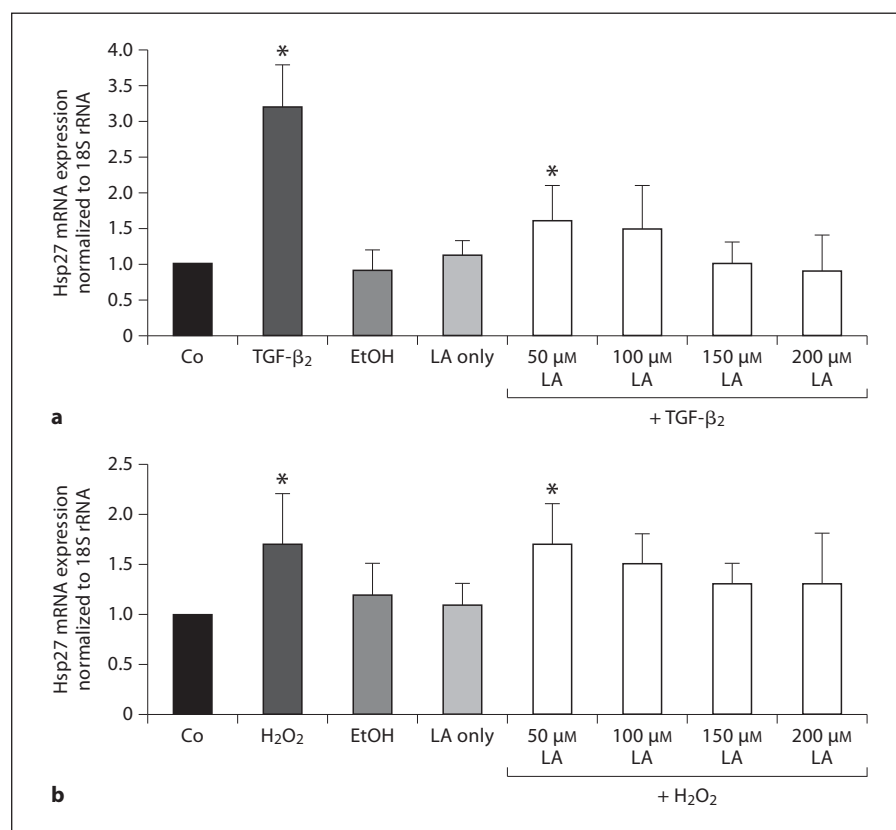 Hsp27 mRNA expression
normalized to 18S rRNA
4.0
3.5
3.0
2.5
2.0
1.5
1.0
0.5
0
*
*
Co
TGF-β₂
EtOH
LA only
50 μM
LA
100 μM
LA
150 μM
LA
200 μM
LA
+ TGF-β₂
a
Hsp27 mRNA expression
normalized to 18S rRNA
2.5
2.0
1.5
1.0
0.5
0
*
*
Co
H₂O₂
EtOH
LA only
50 μM
LA
100 μM
LA
150 μM
LA
200 μM
LA
+ H₂O₂
b